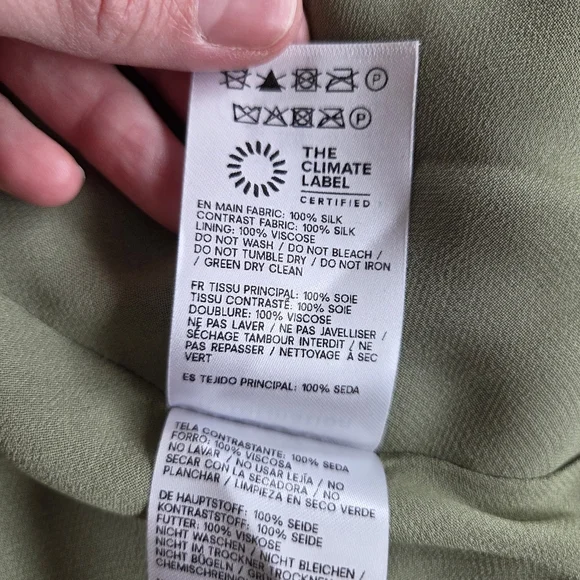 P
P
THE
CLIMATE
LABEL
CERTIFIED
EN MAIN FABRIC: 100% SILK
CONTRAST FABRIC: 100% SILK
LINING: 100% VISCOSE
DO NOT WASH / DO NOT BLEACH /
DO NOT TUMBLE DRY / DO NOT IRON
/ GREEN DRY CLEAN
FR TISSU PRINCIPAL: 100% SOIE
TISSU CONTRASTÉ: 100% SOIE
DOUBLURE: 100% VISCOSE
NE PAS LAVER / NE PAS JAVELLISER /
SÉCHAGE TAMBOUR INTERDIT / NE
PAS REPASSER / NETTOYAGE À SEC
VERT
ES TEJIDO PRINCIPAL: 100% SEDA
TELA CONTRASTANTE: 100% SEDA
FORRO: 100% VISCOSA
NO LAVAR / NO USAR LEJÍA / NO
SECAR CON LA SECADORA / NO
PLANCHAR / LIMPIEZA EN SECO VERDE
DE HAUPTSTOFF: 100% SEIDE
KONTRASTSTOFF: 100% SEIDE
FUTTER: 100% VISKOSE
NICHT WASCHEN / NICHT BLEICHEN /
NICHT IM TROCKNER TROCKNEN
NICHT BÜGELN /